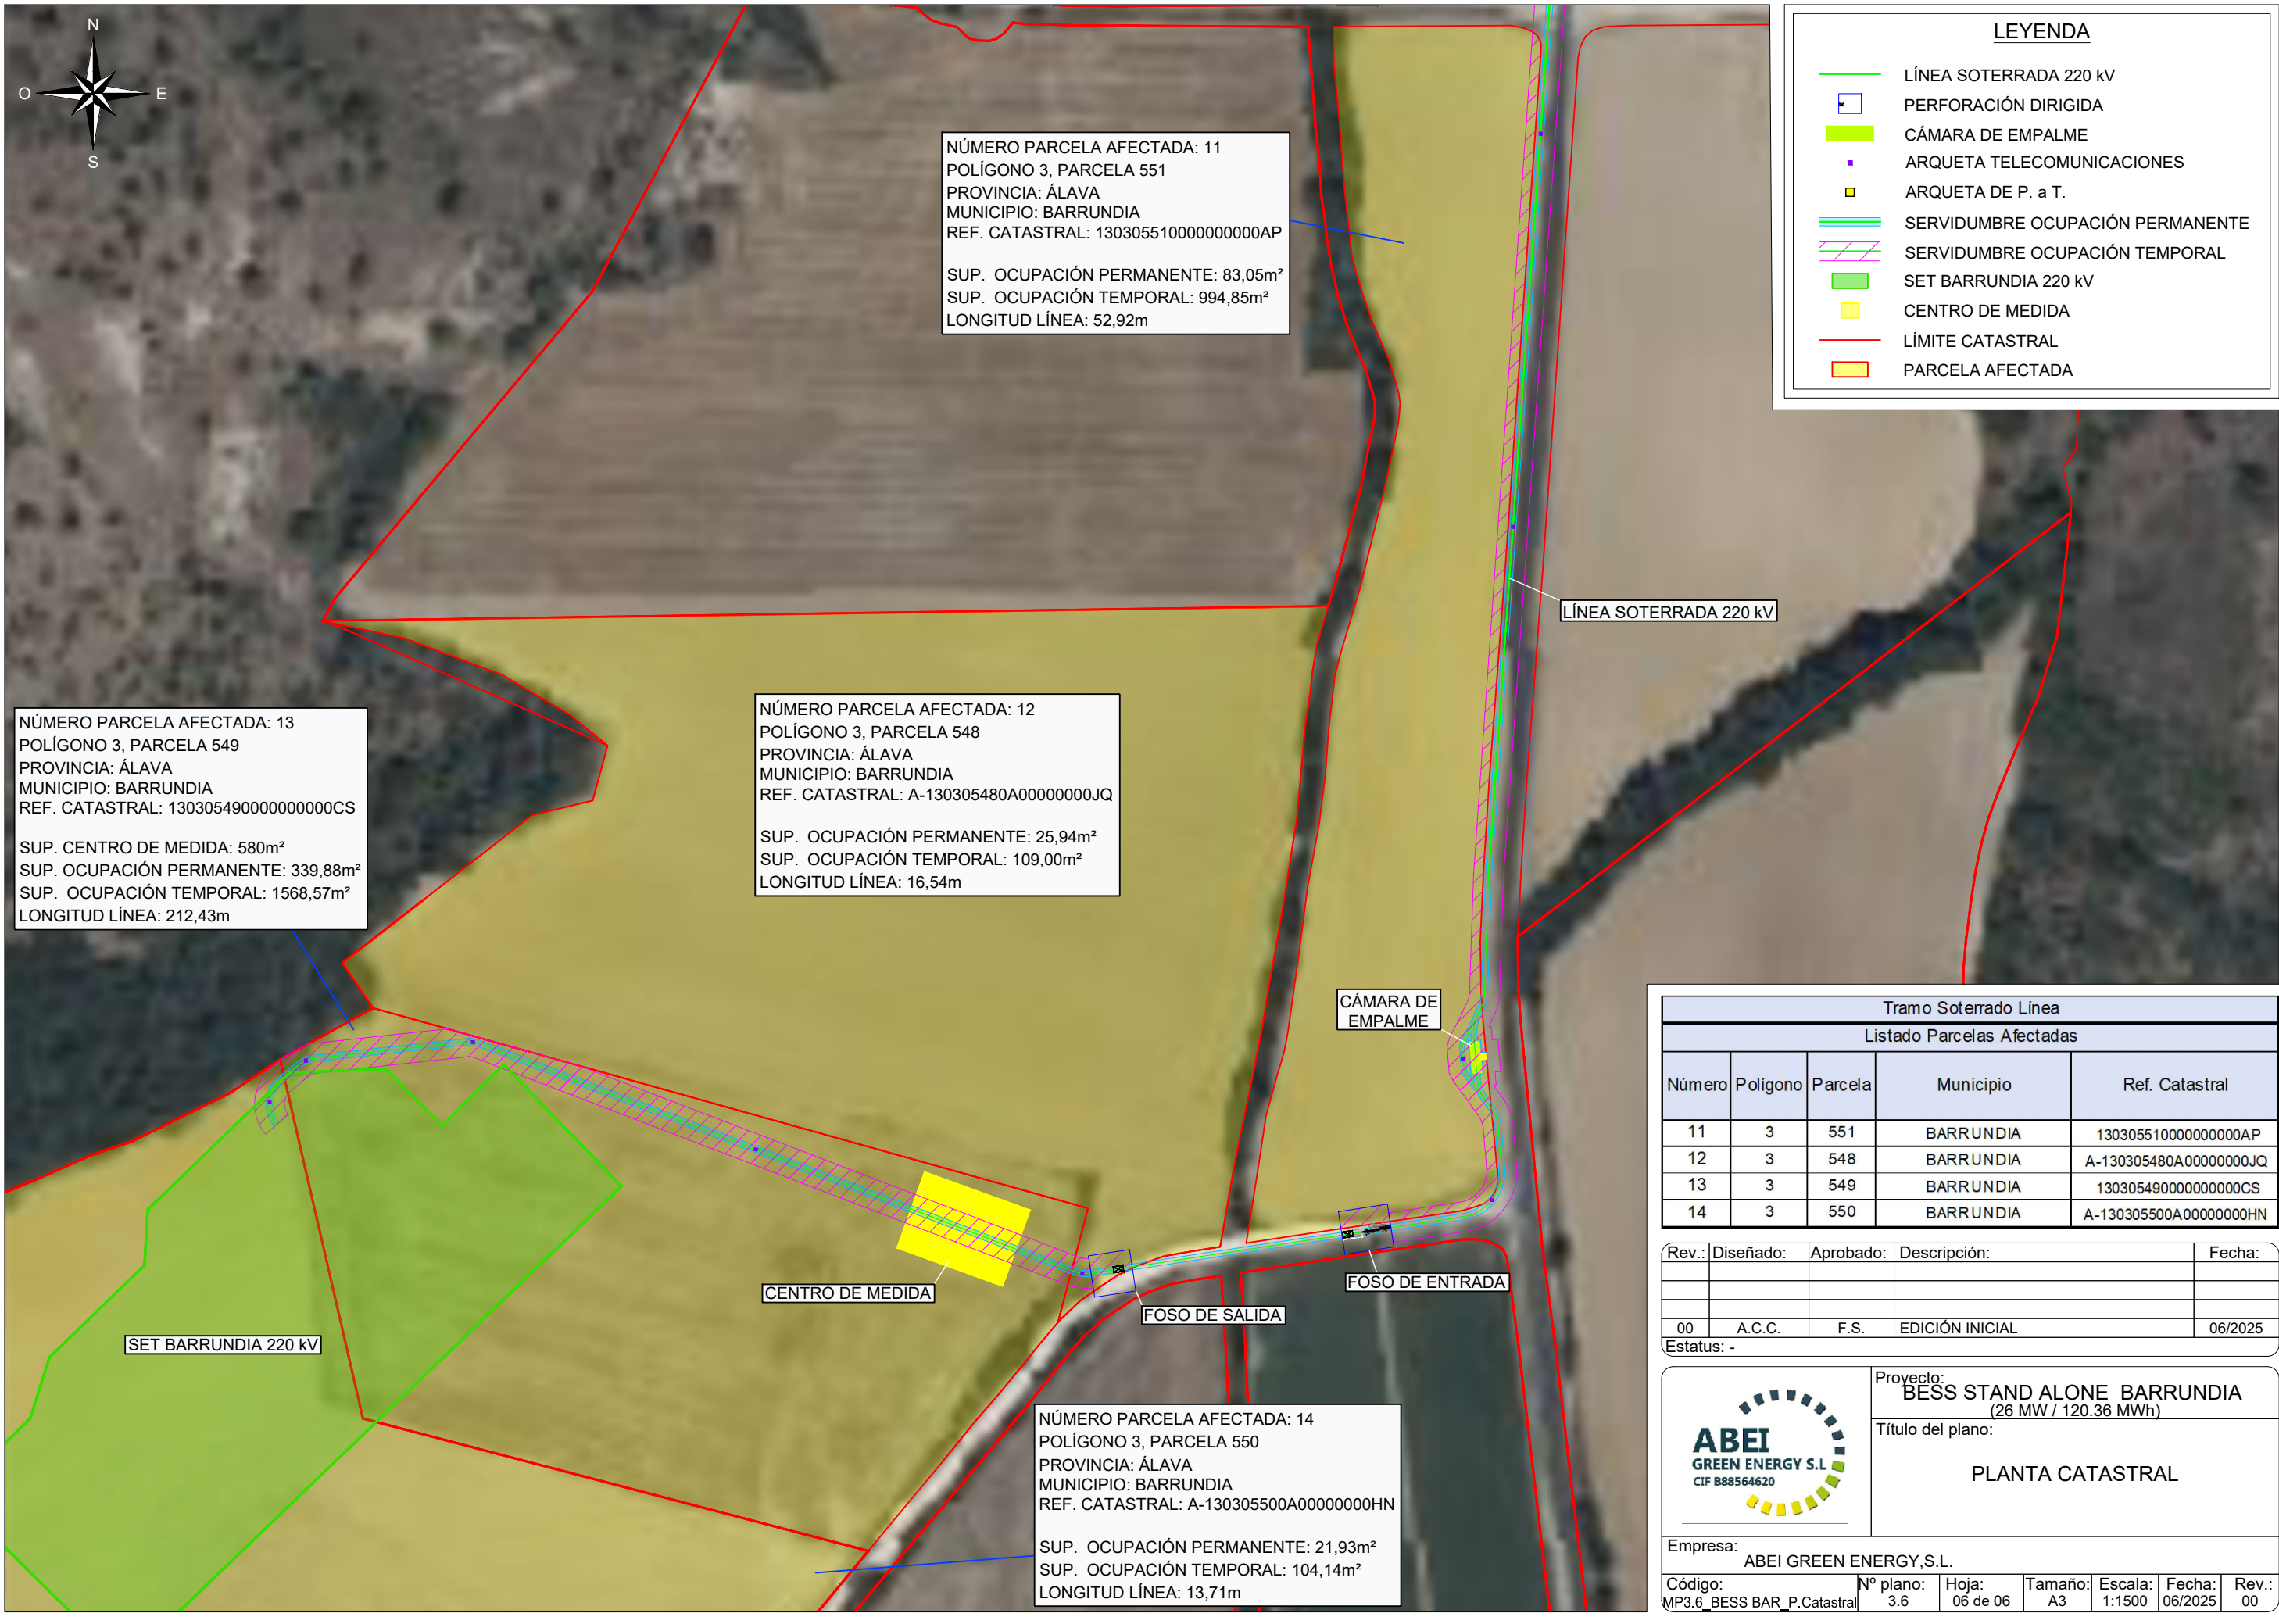 N
O
E
S
LEYENDA
LÍNEA SOTERRADA 220 kV
PERFORACIÓN DIRIGIDA
CÁMARA DE EMPALME
ARQUETA TELECOMUNICACIONES
ARQUETA DE P. a T.
SERVIDUMBRE OCUPACIÓN PERMANENTE
SERVIDUMBRE OCUPACIÓN TEMPORAL
SET BARRUNDIA 220 kV
CENTRO DE MEDIDA
LÍMITE CATASTRAL
PARCELA AFECTADA
NÚMERO PARCELA AFECTADA: 11
POLÍGONO 3, PARCELA 551
PROVINCIA: ÁLAVA
MUNICIPIO: BARRUNDIA
REF. CATASTRAL: 130305510000000000AP
SUP. OCUPACIÓN PERMANENTE: 83,05m²
SUP. OCUPACIÓN TEMPORAL: 994,85m²
LONGITUD LÍNEA: 52,92m
LÍNEA SOTERRADA 220 kV
NÚMERO PARCELA AFECTADA: 13
POLÍGONO 3, PARCELA 549
PROVINCIA: ÁLAVA
MUNICIPIO: BARRUNDIA
REF. CATASTRAL: 130305490000000000CS
SUP. CENTRO DE MEDIDA: 580m²
SUP. OCUPACIÓN PERMANENTE: 339,88m²
SUP. OCUPACIÓN TEMPORAL: 1568,57m²
LONGITUD LÍNEA: 212,43m
NÚMERO PARCELA AFECTADA: 12
POLÍGONO 3, PARCELA 548
PROVINCIA: ÁLAVA
MUNICIPIO: BARRUNDIA
REF. CATASTRAL: A-130305480A00000000JQ
SUP. OCUPACIÓN PERMANENTE: 25,94m²
SUP. OCUPACIÓN TEMPORAL: 109,00m²
LONGITUD LÍNEA: 16,54m
CÁMARA DE
EMPALME
CENTRO DE MEDIDA
FOSO DE SALIDA
FOSO DE ENTRADA
SET BARRUNDIA 220 kV
NÚMERO PARCELA AFECTADA: 14
POLÍGONO 3, PARCELA 550
PROVINCIA: ÁLAVA
MUNICIPIO: BARRUNDIA
REF. CATASTRAL: A-130305500A00000000HN
SUP. OCUPACIÓN PERMANENTE: 21,93m²
SUP. OCUPACIÓN TEMPORAL: 104,14m²
LONGITUD LÍNEA: 13,71m
Tramo Soterrado Línea
Listado Parcelas Afectadas
Número Polígono Parcela Municipio Ref. Catastral
11 3 551 BARRUNDIA 130305510000000000AP
12 3 548 BARRUNDIA A-130305480A00000000JQ
13 3 549 BARRUNDIA 130305490000000000CS
14 3 550 BARRUNDIA A-130305500A00000000HN
Rev.: Diseñado: Aprobado: Descripción: Fecha:
00 A.C.C. F.S. EDICIÓN INICIAL 06/2025
Estatus: -
ABEI
GREEN ENERGY S.L
CIF B88564620
Proyecto:
BESS STAND ALONE BARRUNDIA
(26 MW / 120.36 MWh)
Título del plano:
PLANTA CATASTRAL
Empresa:
ABEI GREEN ENERGY,S.L.
Código: Nº plano: Hoja: Tamaño: Escala: Fecha: Rev.:
MP3.6_BESS BAR_P.Catastral 3.6 06 de 06 A3 1:1500 06/2025 00